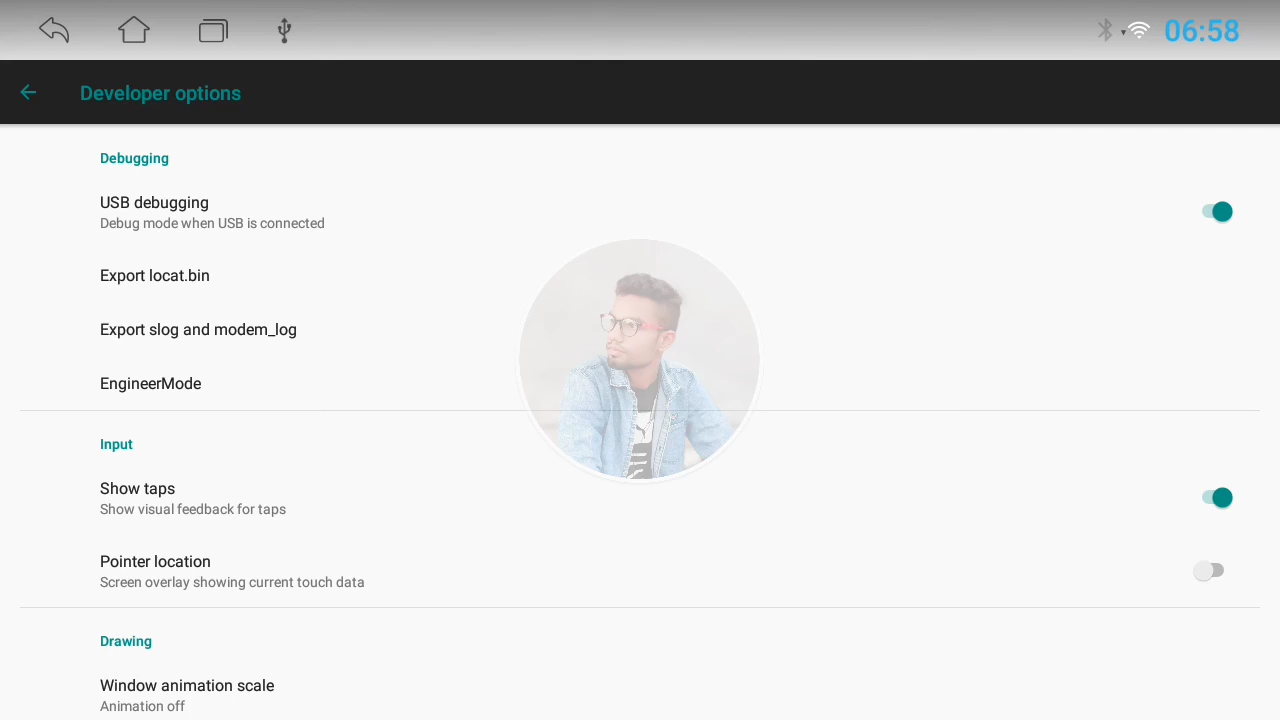 06:58
Developer options
Debugging
USB debugging
Debug mode when USB is connected
Export locat.bin
Export slog and modem_log
EngineerMode
Input
Show taps
Show visual feedback for taps
Pointer location
Screen overlay showing current touch data
Drawing
Window animation scale
Animation off